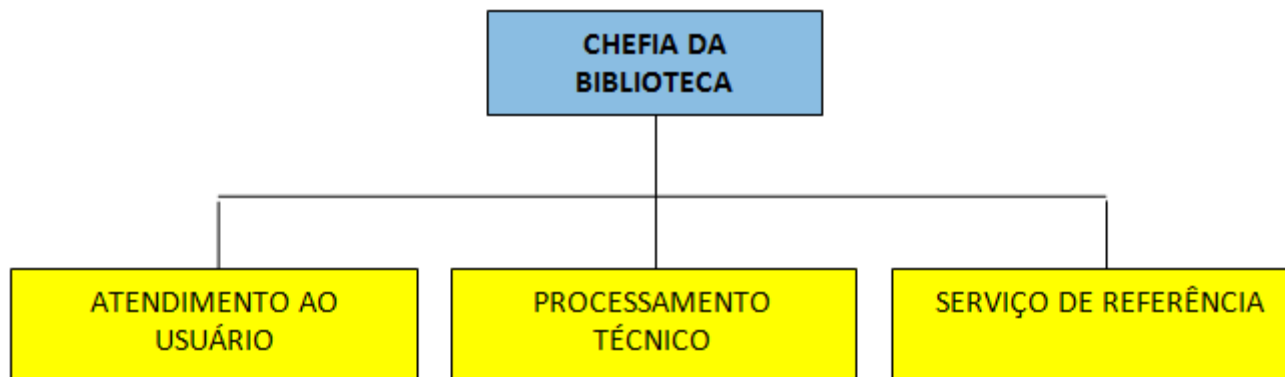 CHEFIA DA
BIBLIOTECA
ATENDIMENTO AO
USUÁRIO
PROCESSAMENTO
TÉCNICO
SERVIÇO DE REFERÊNCIA